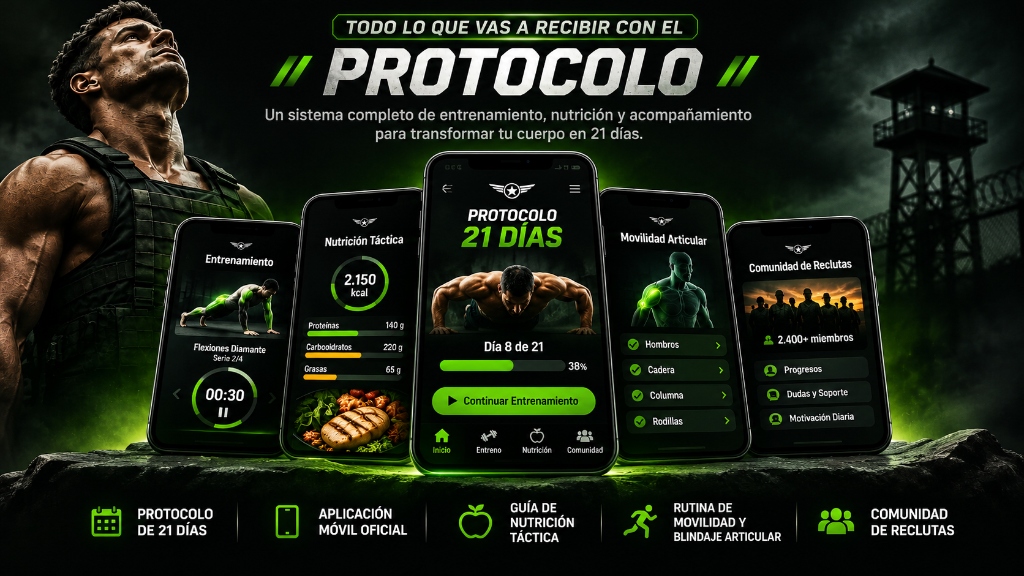 TODO LO QUE VAS A RECIBIR CON EL
PROTOCOLO
Un sistema completo de entrenamiento, nutrición y acompañamiento
para transformar tu cuerpo en 21 días.
Entrenamiento
Flexiones Diamante
Serie 2/4
00:30
Nutrición Táctica
2.150
kcal
Proteínas 140 g
Carbooldratos 220 g
Grasas 65 g
PROTOCOLO
21 DÍAS
Día 8 de 21
38%
Continuar Entrenamiento
Inicio
Entreno
Nutrición
Comunidad
Movilidad Articular
Hombros
Cadera
Columna
Rodillas
Comunidad de Reclutas
2.400+ miembros
Progresos
Dudas y Soporte
Motivación Diaria
PROTOCOLO
DE 21 DÍAS
APLICACIÓN
MÓVIL OFICIAL
GUÍA DE
NUTRICIÓN
TÁCTICA
RUTINA DE
MOVILIDAD Y
BLINDAJE ARTICULAR
COMUNIDAD
DE RECLUTAS